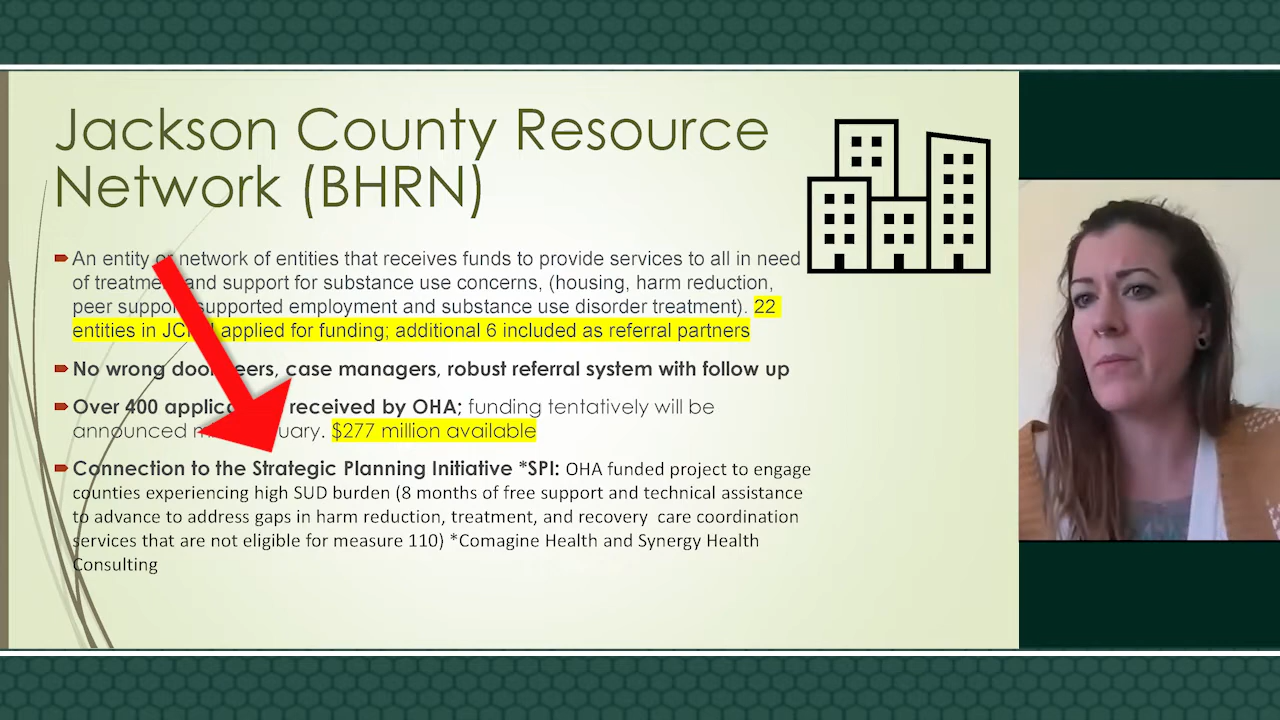 Jackson County Resource
Network (BHRN)
An entity or network of entities that receives funds to provide services to all in need
of treatment and support for substance use concerns, (housing, harm reduction,
peer support, supported employment and substance use disorder treatment). 22
entities in applied for funding; additional 6 included as referral partners
No wrong door, case managers, robust referral system with follow up
Over 400 received by OHA; funding tentatively will be
announced $277 million available
Connection to the Strategic Planning Initiative *SPI: OHA funded project to engage
counties experiencing high SUD burden (8 months of free support and technical assistance
to advance to address gaps in harm reduction, treatment, and recovery care coordination
services that are not eligible for measure 110) *Comagine Health and Synergy Health
Consulting